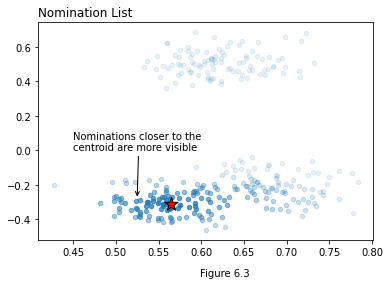 Nomination List
0.6
0.4
0.2
0.0
−0.2
−0.4
Nominations closer to the
centroid are more visible
0.45 0.50 0.55 0.60 0.65 0.70 0.75 0.80
Figure 6.3